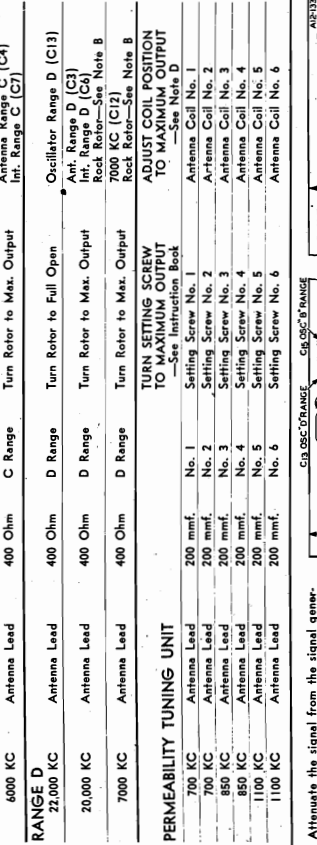 6000 KC Antenna Lead 400 Ohm C Range Turn Rotor to Max. Output Antenna Range C (C4)
Int. Range C (C7)
RANGE D
22,000 KC Antenna Lead 400 Ohm D Range Turn Rotor to Full Open Oscillator Range D (C13)
20,000 KC Antenna Lead 400 Ohm D Range Turn Rotor to Max. Output Ant. Range D (C3)
Int. Range D (C6)
Rock Rotor—See Note B
7000 KC Antenna Lead 400 Ohm D Range Turn Rotor to Max. Output 7000 KC (C12)
Rock Rotor—See Note B
PERMEABILITY TUNING UNIT TURN SETTING SCREW ADJUST COIL POSITION
TO MAXIMUM OUTPUT TO MAXIMUM OUTPUT
—See Instruction Book —See Note D
700 KC Antenna Lead 200 mmf. No. 1 Setting Screw No. 1 Antenna Coil No. 1
700 KC Antenna Lead 200 mmf. No. 2 Setting Screw No. 2 Antenna Coil No. 2
850 KC Antenna Lead 200 mmf. No. 3 Setting Screw No. 3 Antenna Coil No. 3
850 KC Antenna Lead 200 mmf. No. 4 Setting Screw No. 4 Antenna Coil No. 4
1100 KC Antenna Lead 200 mmf. No. 5 Setting Screw No. 5 Antenna Coil No. 5
1100 KC Antenna Lead 200 mmf. No. 6 Setting Screw No. 6 Antenna Coil No. 6
Attenuate the signal from the signal gener-
C13 OSC "D" RANGE C15 OSC "B" RANGE